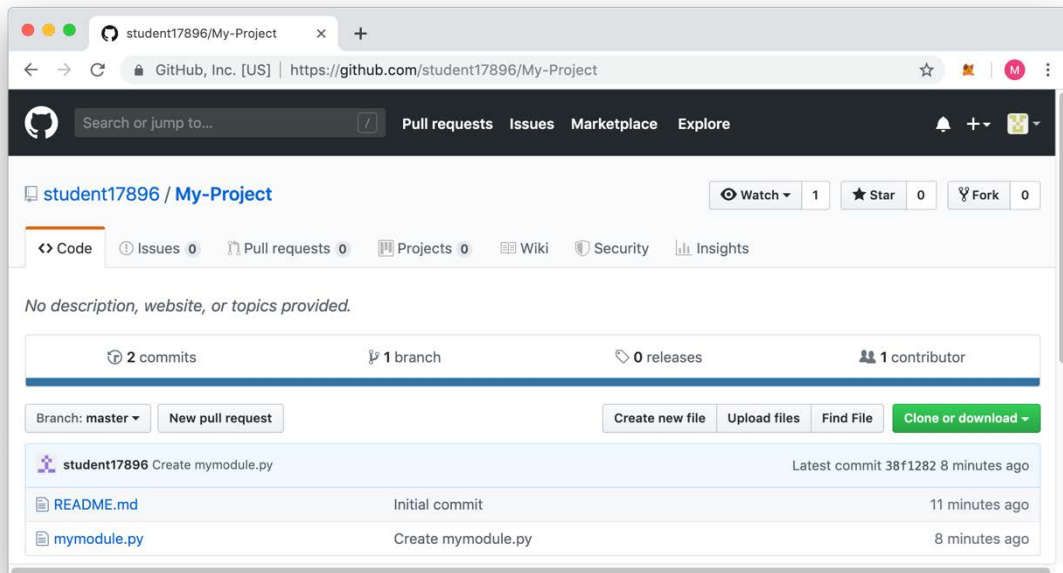 student17896/My-Project
GitHub, Inc. [US] | https://github.com/student17896/My-Project
M
Search or jump to... / Pull requests Issues Marketplace Explore
student17896 / My-Project Watch 1 Star 0 Fork 0
Code Issues 0 Pull requests 0 Projects 0 Wiki Security Insights
No description, website, or topics provided.
2 commits 1 branch 0 releases 1 contributor
Branch: master New pull request Create new file Upload files Find File Clone or download
student17896 Create mymodule.py Latest commit 38f1282 8 minutes ago
README.md Initial commit 11 minutes ago
mymodule.py Create mymodule.py 8 minutes ago